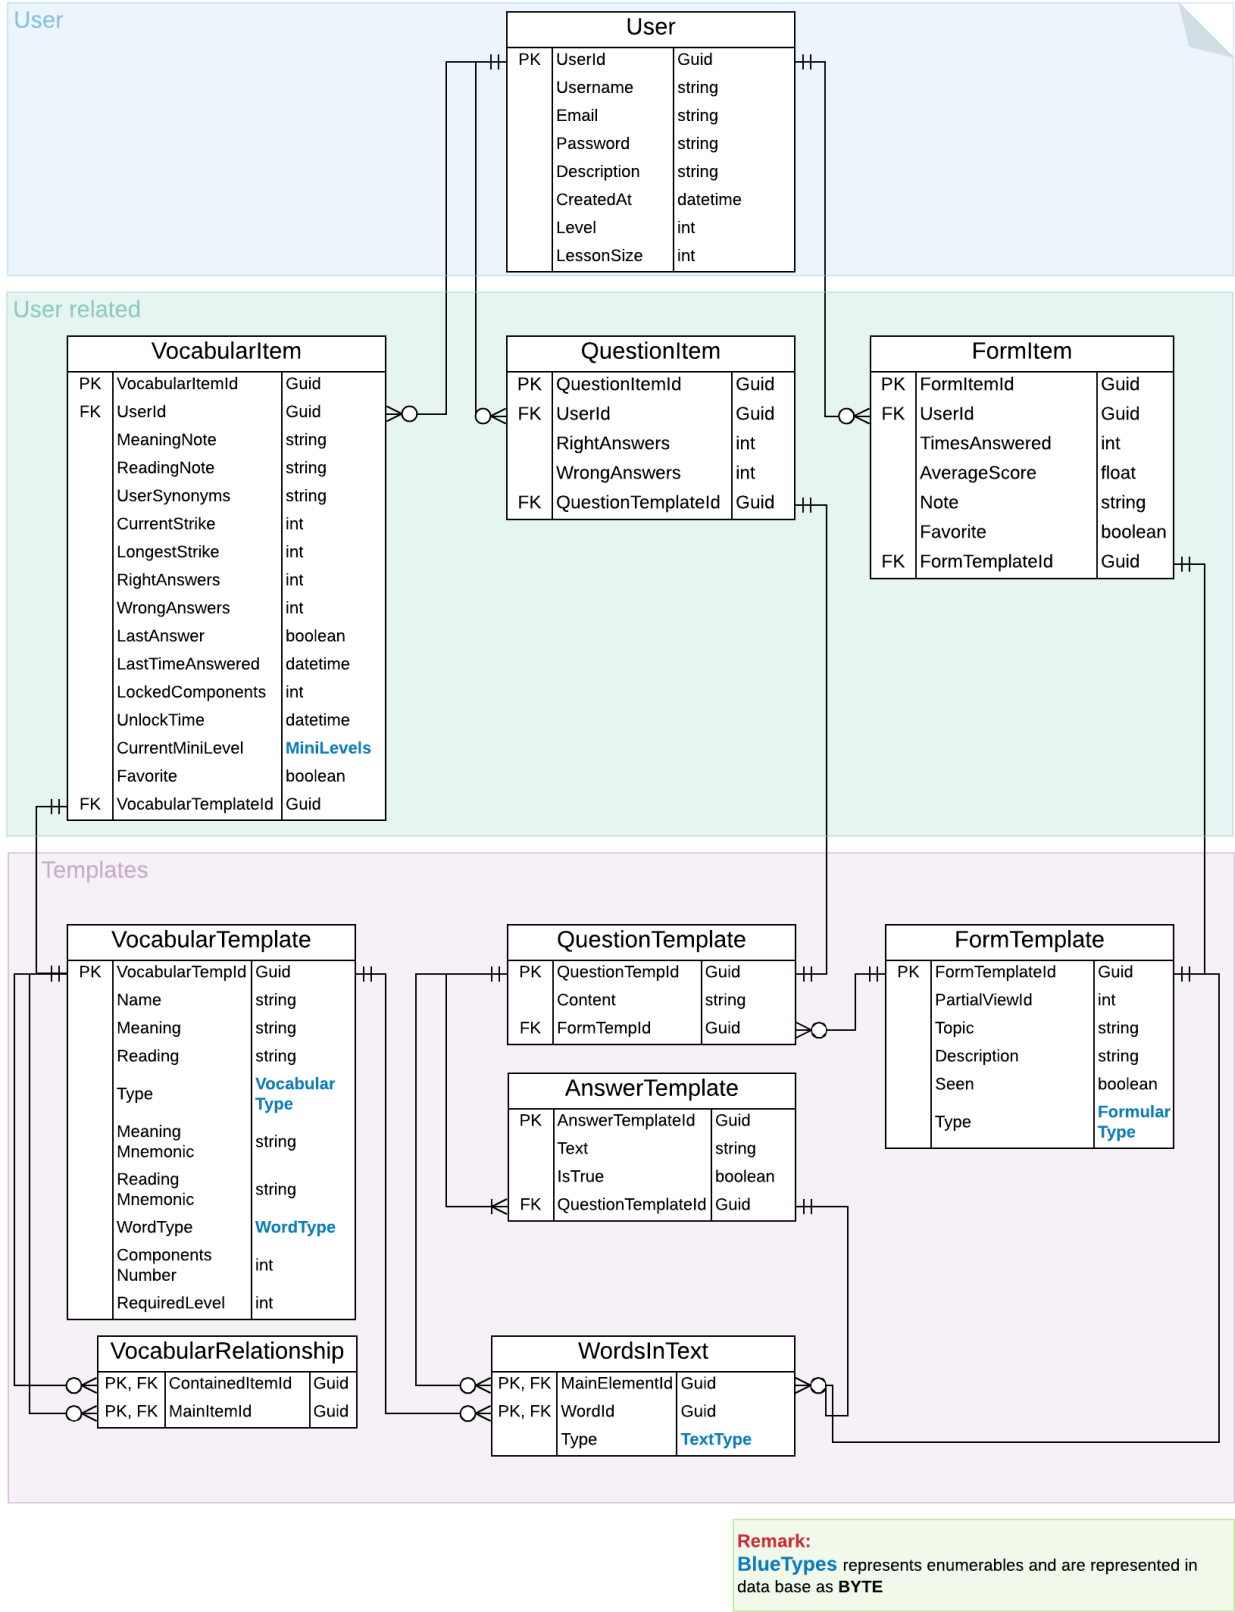 User
User
PK UserId Guid
Username string
Email string
Password string
Description string
CreatedAt datetime
Level int
LessonSize int
User related
VocabularItem
PK VocabularItemId Guid
FK UserId Guid
MeaningNote string
ReadingNote string
UserSynonyms string
CurrentStrike int
LongestStrike int
RightAnswers int
WrongAnswers int
LastAnswer boolean
LastTimeAnswered datetime
LockedComponents int
UnlockTime datetime
CurrentMiniLevel MiniLevels
Favorite boolean
FK VocabularTemplateId Guid
QuestionItem
PK QuestionItemId Guid
FK UserId Guid
RightAnswers int
WrongAnswers int
FK QuestionTemplateId Guid
FormItem
PK FormItemId Guid
FK UserId Guid
TimesAnswered int
AverageScore float
Note string
Favorite boolean
FK FormTemplateId Guid
Templates
VocabularTemplate
PK VocabularTempId Guid
Name string
Meaning string
Reading string
Type Vocabular
Type
Meaning
Mnemonic string
Reading
Mnemonic string
WordType WordType
Components
Number int
RequiredLevel int
QuestionTemplate
PK QuestionTempId Guid
Content string
FK FormTempId Guid
FormTemplate
PK FormTemplateId Guid
PartialViewId int
Topic string
Description string
Seen boolean
Type Formular
Type
AnswerTemplate
PK AnswerTemplateId Guid
Text string
IsTrue boolean
FK QuestionTemplateId Guid
VocabularRelationship
PK, FK ContainedItemId Guid
PK, FK MainItemId Guid
WordsInText
PK, FK MainElementId Guid
PK, FK WordId Guid
Type TextType
Remark:
BlueTypes represents enumerables and are represented in
data base as BYTE